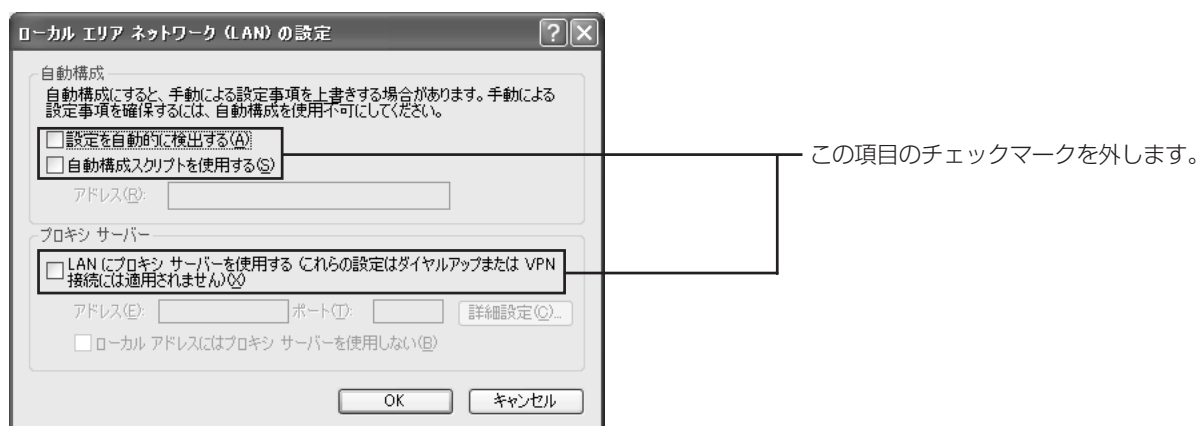 ローカル エリア ネットワーク (LAN) の設定
自動構成
自動構成にすると、手動による設定事項を上書きする場合があります。手動による
設定事項を確保するには、自動構成を使用不可にしてください。
設定を自動的に検出する(A)
自動構成スクリプトを使用する(S)
アドレス(R):
この項目のチェックマークを外します。
プロキシ サーバー
LAN にプロキシ サーバーを使用する (これらの設定はダイヤルアップまたは VPN
接続には適用されません)(X)
アドレス(E):
ポート(T):
詳細設定(C)...
ローカル アドレスにはプロキシ サーバーを使用しない(B)
OK
キャンセル